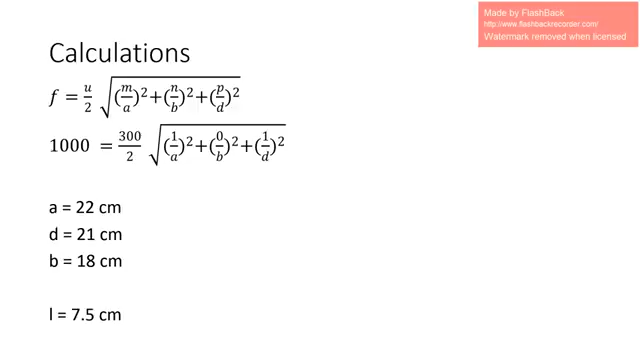 Made by FlashBack
http://www.flashbackrecorder.com/
Watermark removed when licensed
Calculations
f = u/2 √(m/a)²+(n/b)²+(p/d)²
1000 = 300/2 √(1/a)²+(0/b)²+(1/d)²
a = 22 cm
d = 21 cm
b = 18 cm
l = 7.5 cm